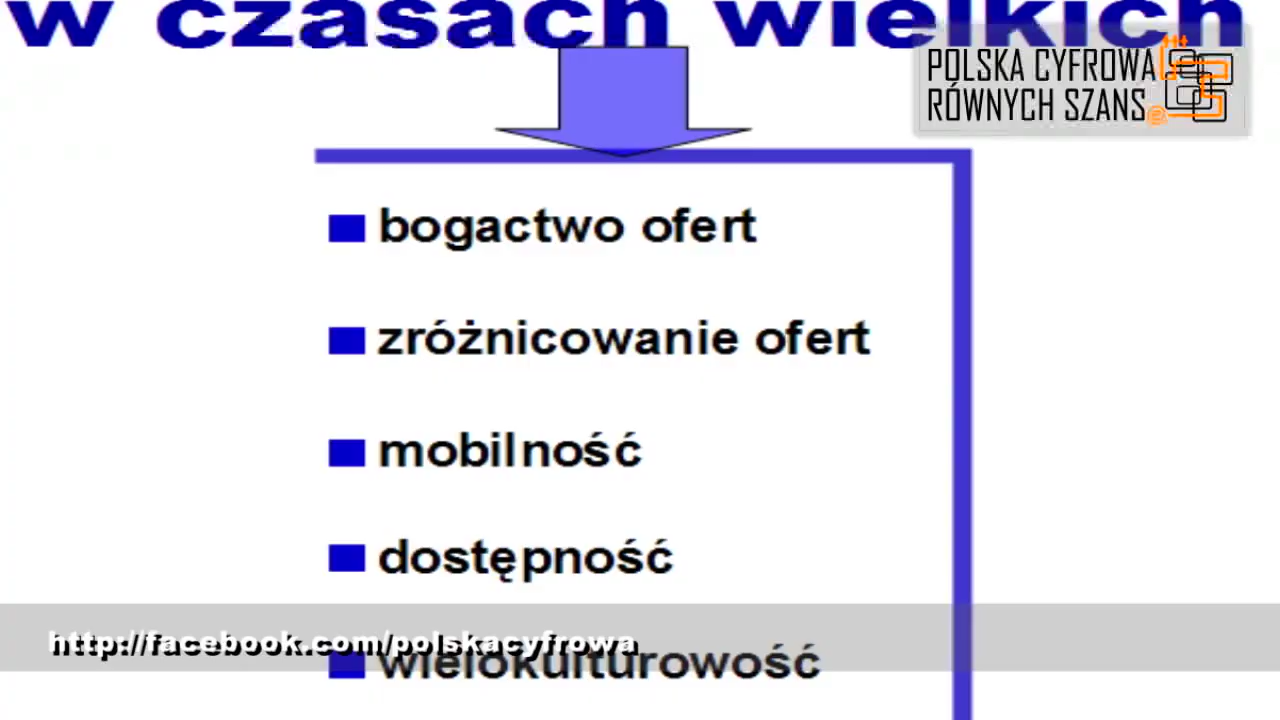 w czasach wielkich
POLSKA CYFROWA
RÓWNYCH SZANS
bogactwo ofert
zróżnicowanie ofert
mobilność
dostępność
http://facebook.com/polskacyfrowa
wielokulturowość